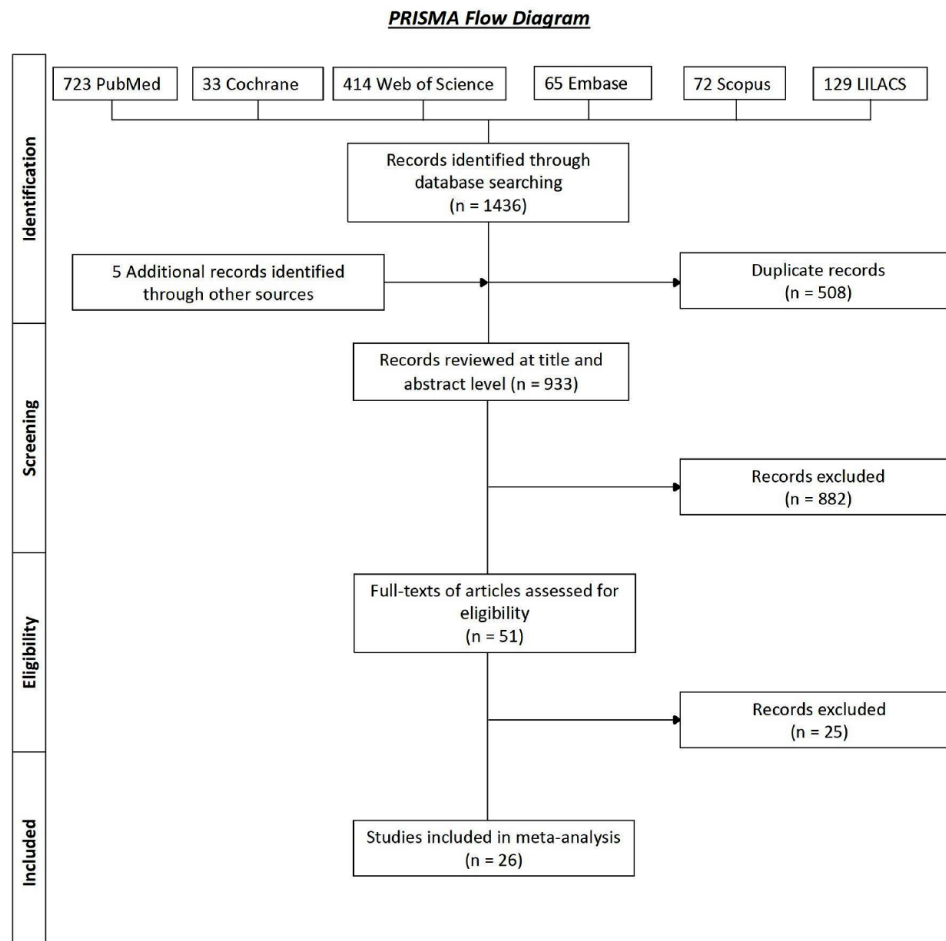 PRISMA Flow Diagram
723 PubMed
33 Cochrane
414 Web of Science
65 Embase
72 Scopus
129 LILACS
Identification
Records identified through
database searching
(n = 1436)
5 Additional records identified
through other sources
Duplicate records
(n = 508)
Screening
Records reviewed at title and
abstract level (n = 933)
Records excluded
(n = 882)
Eligibility
Full-texts of articles assessed for
eligibility
(n = 51)
Records excluded
(n = 25)
Included
Studies included in meta-analysis
(n = 26)